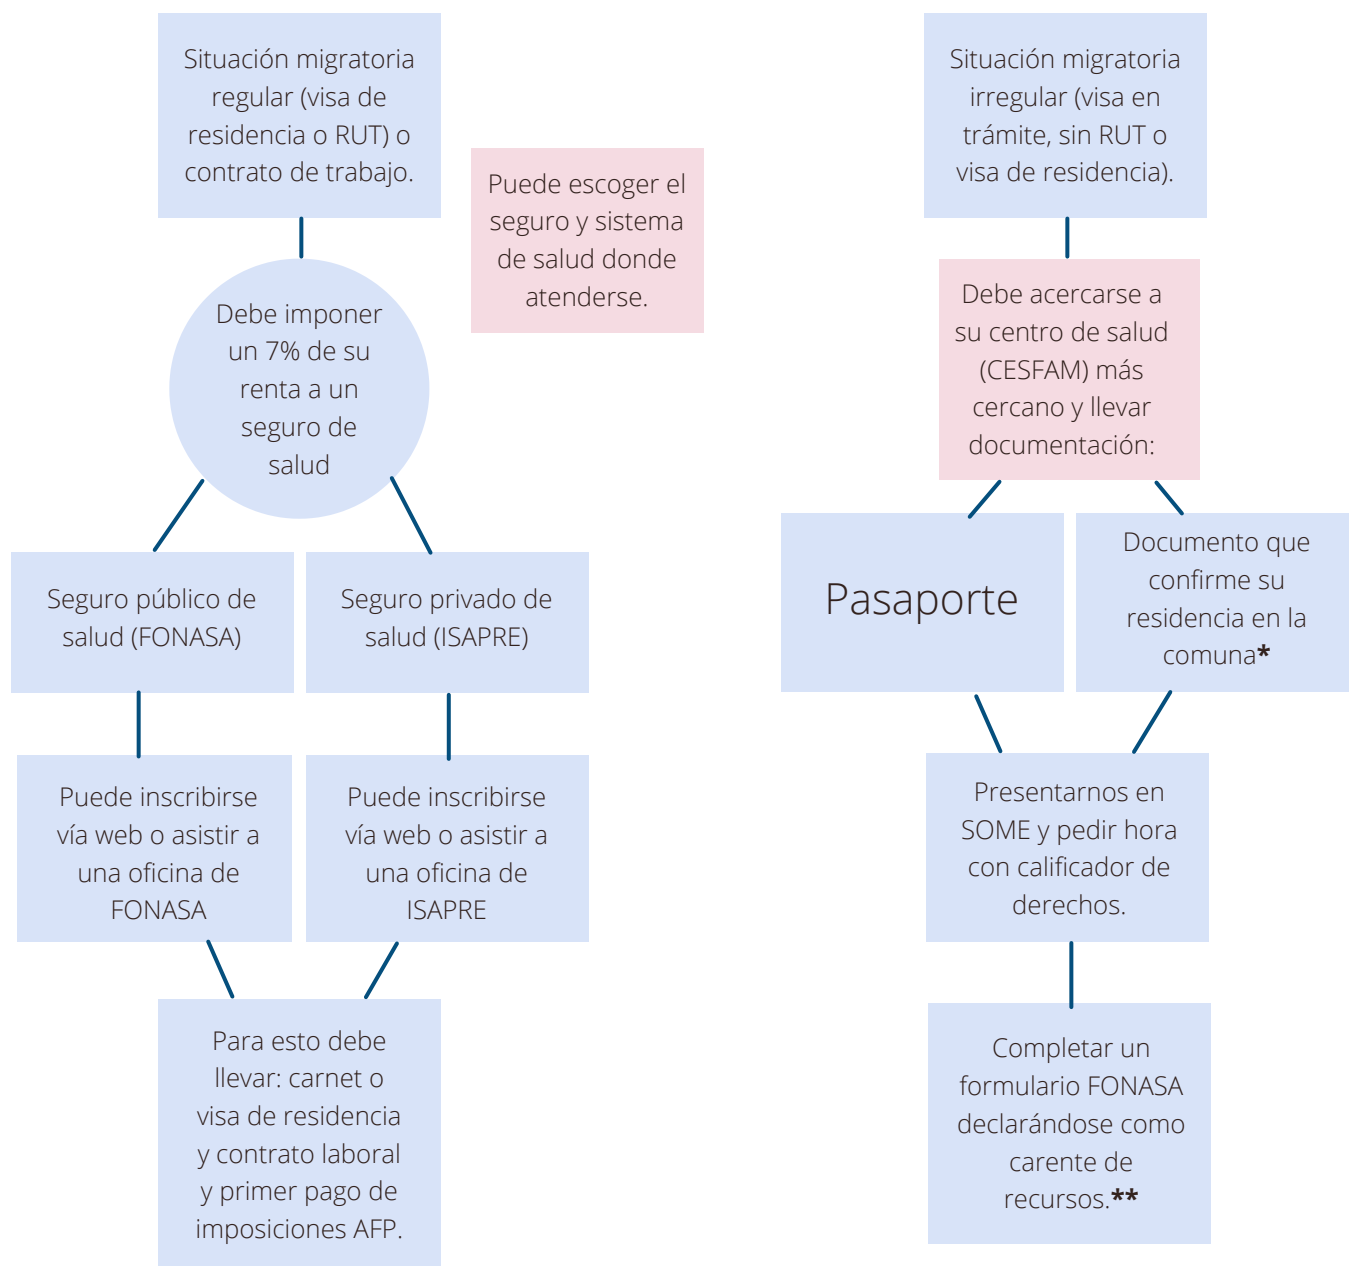 Situación migratoria
regular (visa de
residencia o RUT) o
contrato de trabajo.
Puede escoger el
seguro y sistema
de salud donde
atenderse.
Debe imponer
un 7% de su
renta a un
seguro de
salud
Seguro público de
salud (FONASA)
Seguro privado de
salud (ISAPRE)
Puede inscribirse
vía web o asistir a
una oficina de
FONASA
Puede inscribirse
vía web o asistir a
una oficina de
ISAPRE
Para esto debe
llevar: carnet o
visa de residencia
y contrato laboral
y primer pago de
imposiciones AFP.
Situación migratoria
irregular (visa en
trámite, sin RUT o
visa de residencia).
Debe acercarse a
su centro de salud
(CESFAM) más
cercano y llevar
documentación:
Pasaporte
Documento que
confirme su
residencia en la
comuna*
Presentarnos en
SOME y pedir hora
con calificador de
derechos.
Completar un
formulario FONASA
declarándose como
carente de
recursos.**